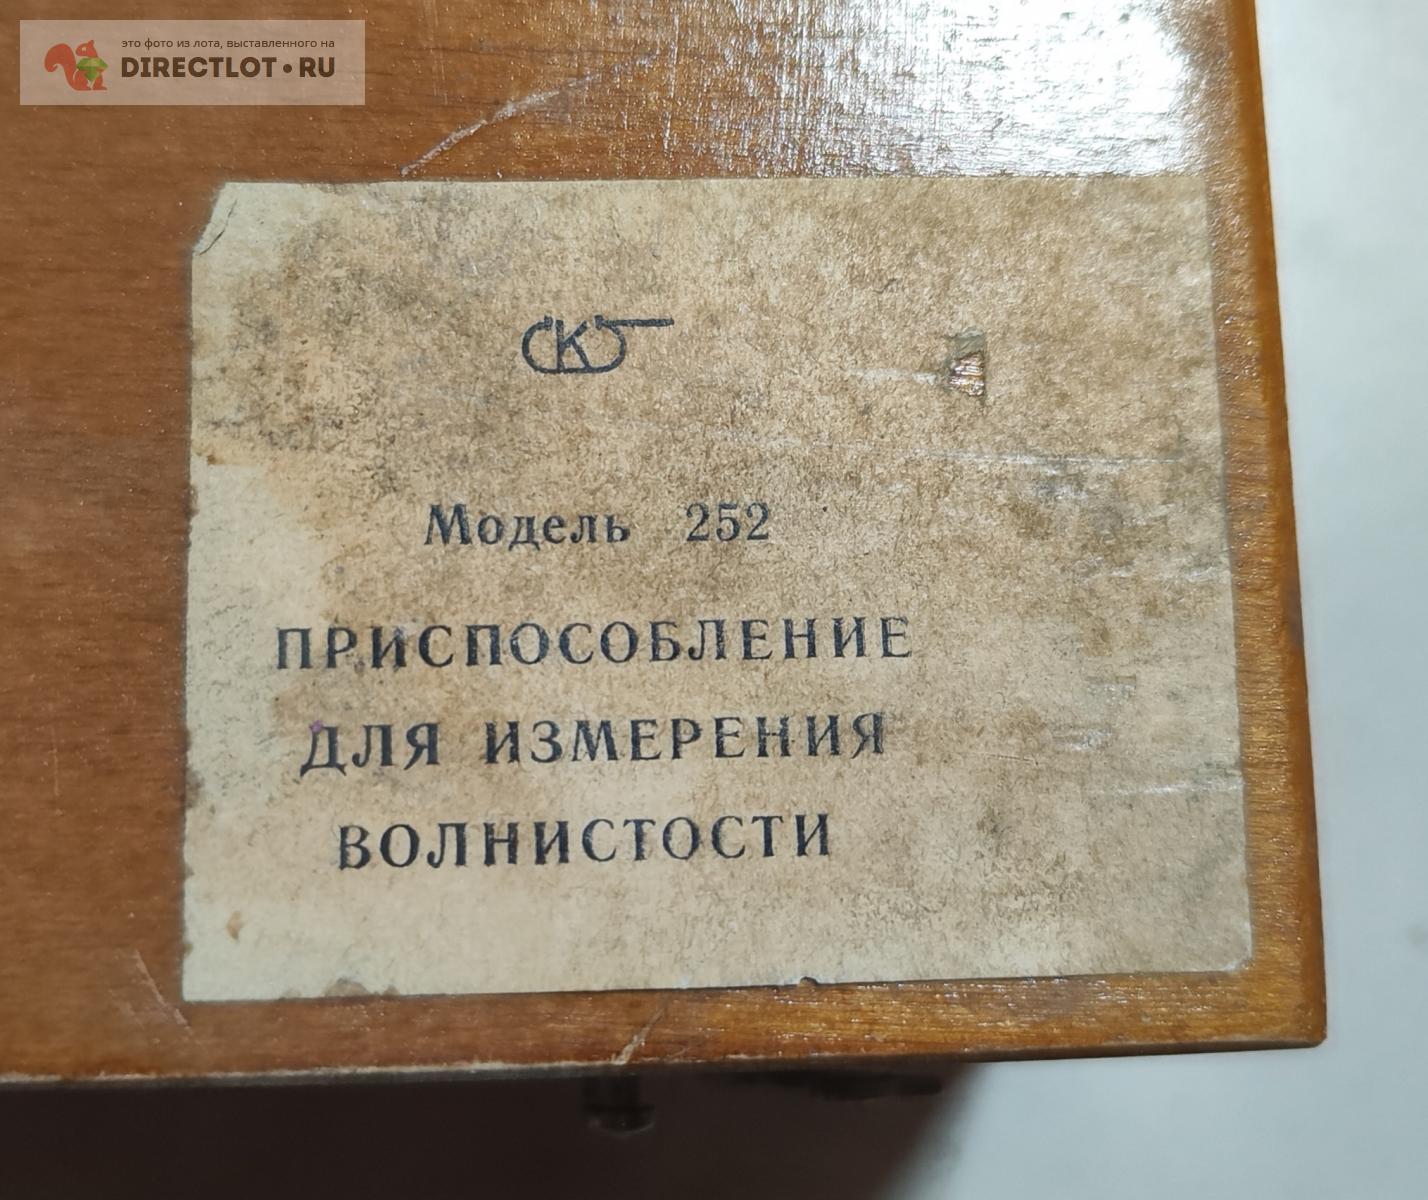 это фото из лота, выставленного на
DIRECTLOT•RU
Модель 252
ПРИСПОСОБЛЕНИЕ
ДЛЯ ИЗМЕРЕНИЯ
ВОЛНИСТОСТИ